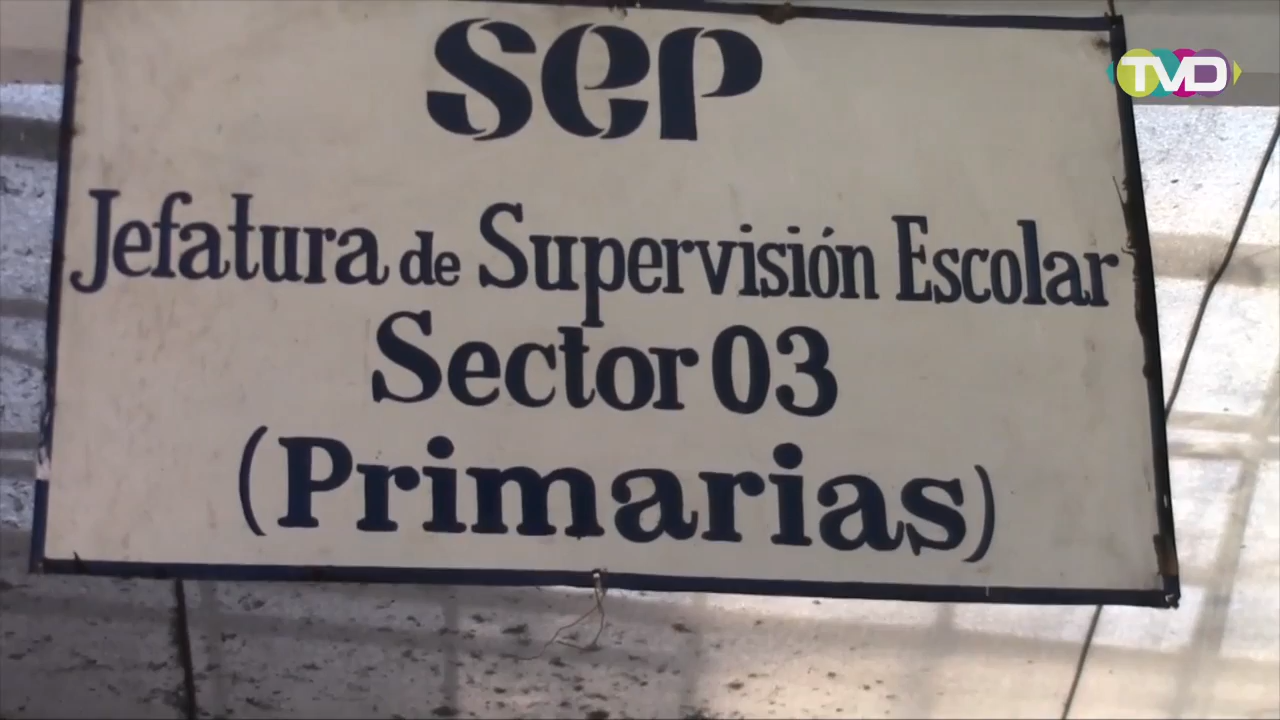 SEP
TVD
Jefatura de Supervisión Escolar
Sector 03
(Primarias)